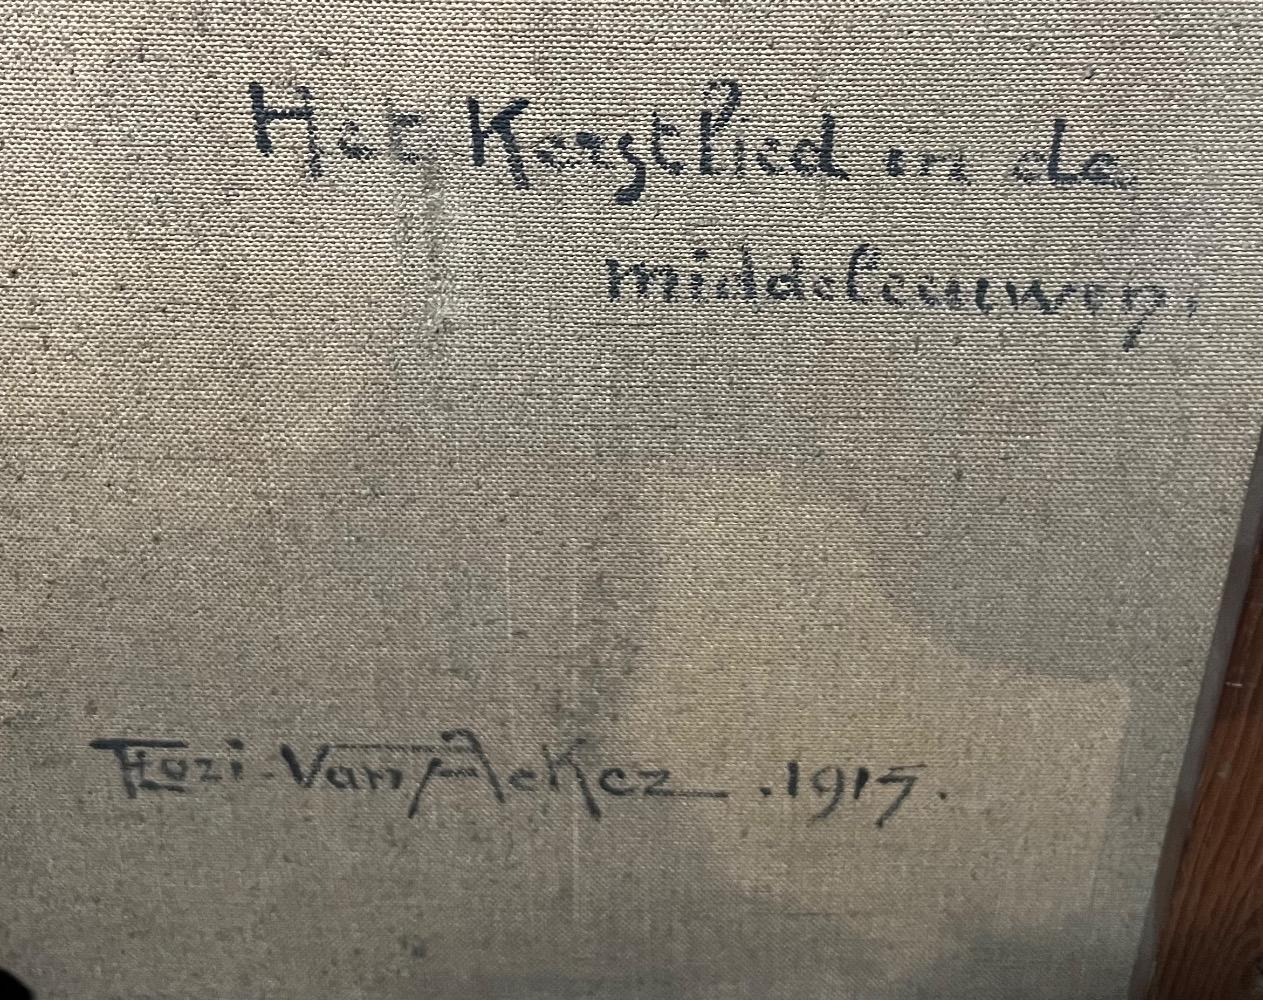 Het Kerstlied in de
middeleeuwen.
Flori Van Acker .1915.